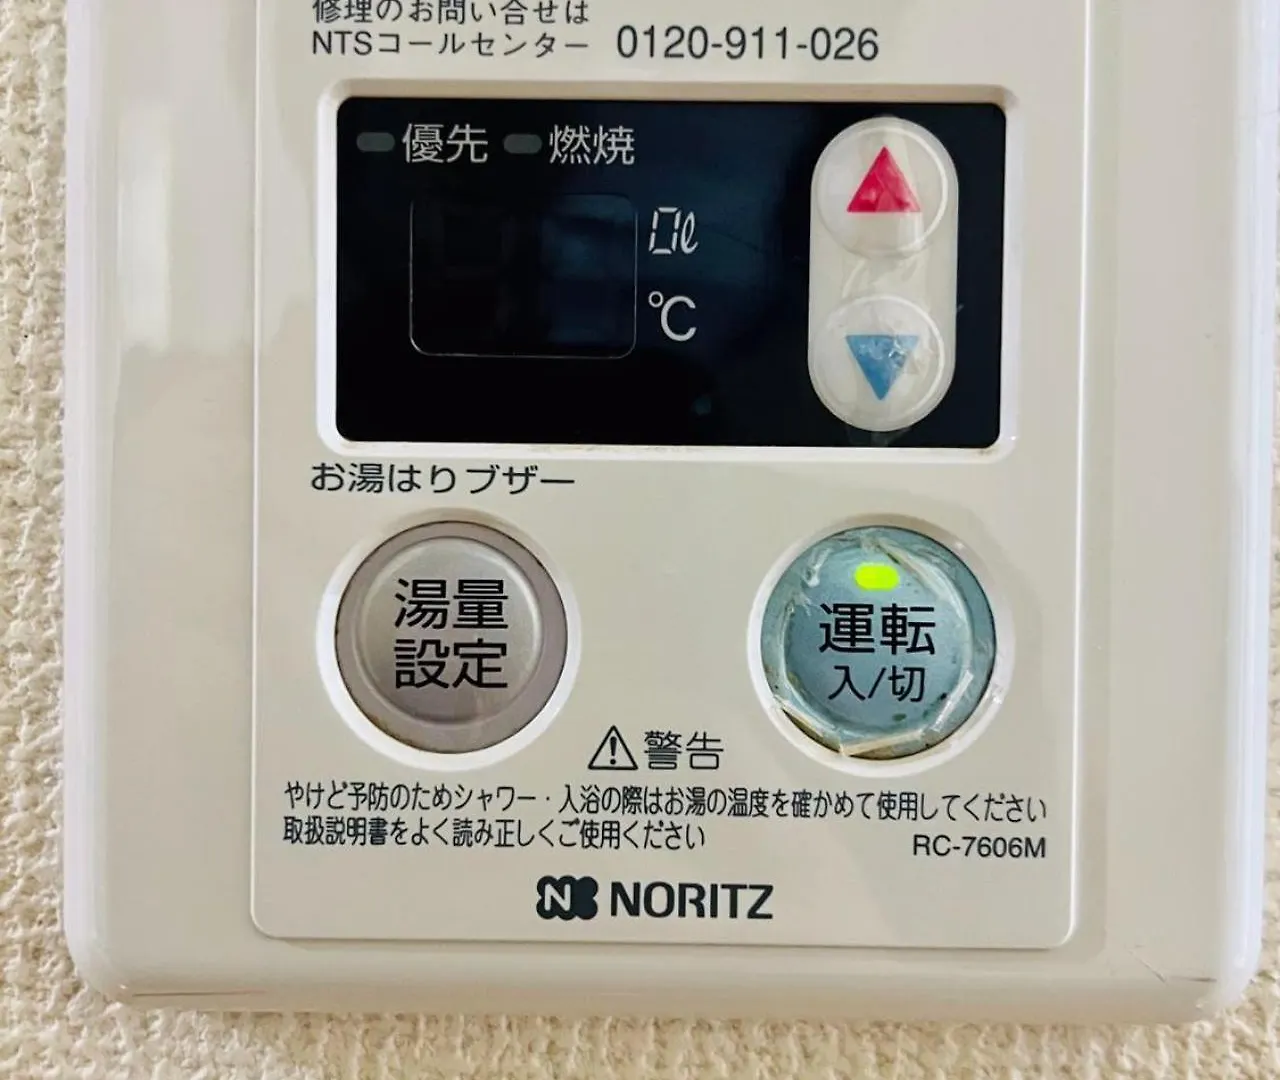 修理のお問い合せは
NTSコールセンター 0120-911-026
優先 燃焼
0ℓ
℃
お湯はりブザー
湯量
設定
運転
入/切
警告
やけど予防のためシャワー・入浴の際はお湯の温度を確かめて使用してください
取扱説明書をよく読み正しくご使用ください
RC-7606M
N NORITZ